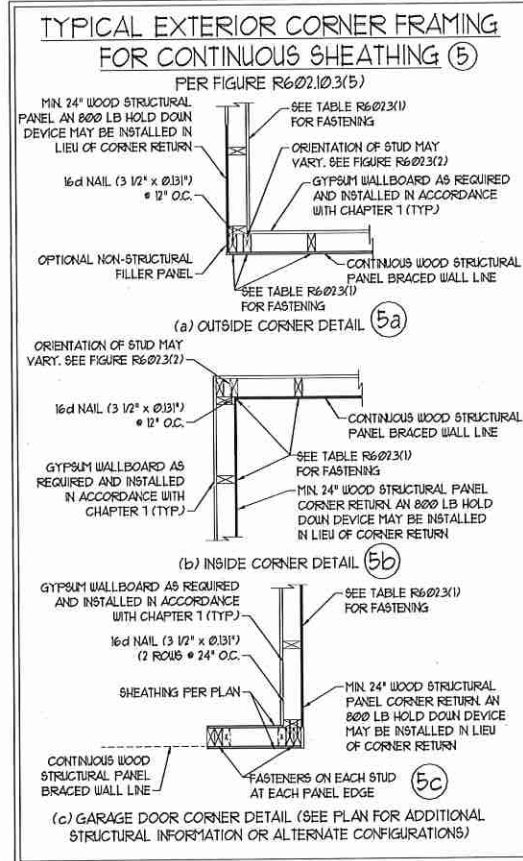 TYPICAL EXTERIOR CORNER FRAMING
FOR CONTINUOUS SHEATHING 5
PER FIGURE R602.10.3(5)
MIN. 24" WOOD STRUCTURAL
PANEL AN 800 LB HOLD DOWN
DEVICE MAY BE INSTALLED IN
LIEU OF CORNER RETURN
SEE TABLE R602.3(1)
FOR FASTENING
ORIENTATION OF STUD MAY
VARY. SEE FIGURE R602.3(2)
16d NAIL (3 1/2" x 0.131")
@ 12" O.C.
GYPSUM WALLBOARD AS REQUIRED
AND INSTALLED IN ACCORDANCE
WITH CHAPTER 7 (TYP.)
OPTIONAL NON-STRUCTURAL
FILLER PANEL
CONTINUOUS WOOD STRUCTURAL
PANEL BRACED WALL LINE
SEE TABLE R602.3(1)
FOR FASTENING
(a) OUTSIDE CORNER DETAIL 5a
ORIENTATION OF STUD MAY
VARY. SEE FIGURE R602.3(2)
16d NAIL (3 1/2" x 0.131")
@ 12" O.C.
CONTINUOUS WOOD STRUCTURAL
PANEL BRACED WALL LINE
SEE TABLE R602.3(1)
FOR FASTENING
GYPSUM WALLBOARD AS
REQUIRED AND INSTALLED
IN ACCORDANCE WITH
CHAPTER 7 (TYP.)
MIN. 24" WOOD STRUCTURAL PANEL
CORNER RETURN. AN 800 LB HOLD
DOWN DEVICE MAY BE INSTALLED
IN LIEU OF CORNER RETURN
(b) INSIDE CORNER DETAIL 5b
GYPSUM WALLBOARD AS REQUIRED
AND INSTALLED IN ACCORDANCE
WITH CHAPTER 7 (TYP.)
SEE TABLE R602.3(1)
FOR FASTENING
16d NAIL (3 1/2" x 0.131")
(2 ROWS @ 24" O.C.
SHEATHING PER PLAN
MIN. 24" WOOD STRUCTURAL
PANEL CORNER RETURN. AN
800 LB HOLD DOWN DEVICE
MAY BE INSTALLED IN LIEU
OF CORNER RETURN
CONTINUOUS WOOD
STRUCTURAL PANEL
BRACED WALL LINE
FASTENERS ON EACH STUD
AT EACH PANEL EDGE
5c
(c) GARAGE DOOR CORNER DETAIL (SEE PLAN FOR ADDITIONAL
STRUCTURAL INFORMATION OR ALTERNATE CONFIGURATIONS)